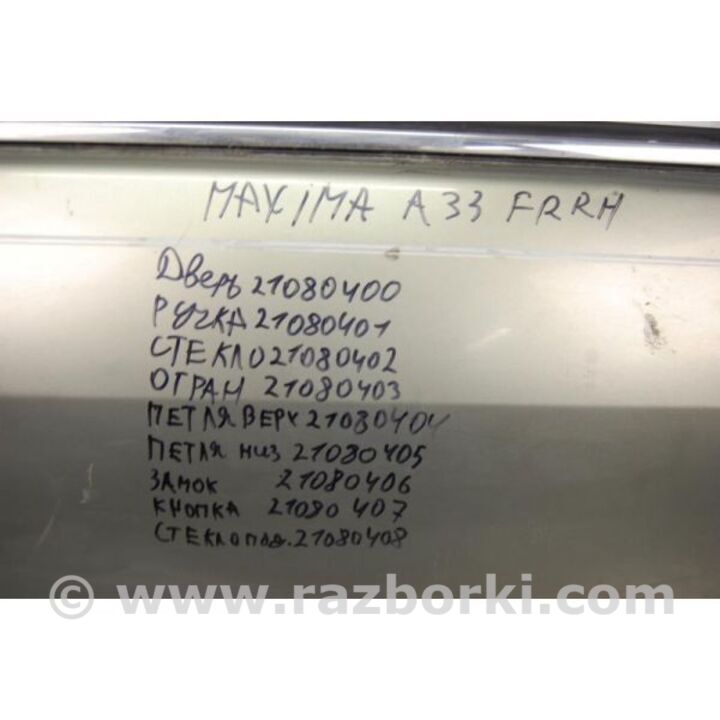 MAXIMA A33 FRRH
Дверь 21080400
РУЧКА 21080401
СТЕКЛО 21080402
ОГРАН 21080403
ПЕТЛЯ ВЕРХ 21080404
ПЕТЛЯ НИЗ 21080405
ЗАМОК 21080406
КНОПКА 21080407
СТЕКЛОПОД. 21080408
© www.razborki.com